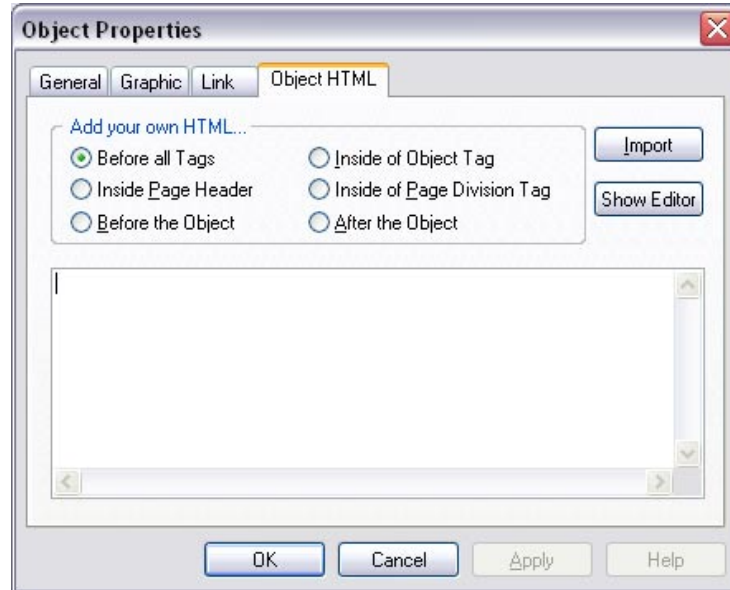 Object Properties
General Graphic Link Object HTML
Add your own HTML...
Before all Tags Inside of Object Tag
Import
Inside Page Header Inside of Page Division Tag
Show Editor
Before the Object After the Object
OK Cancel Apply Help